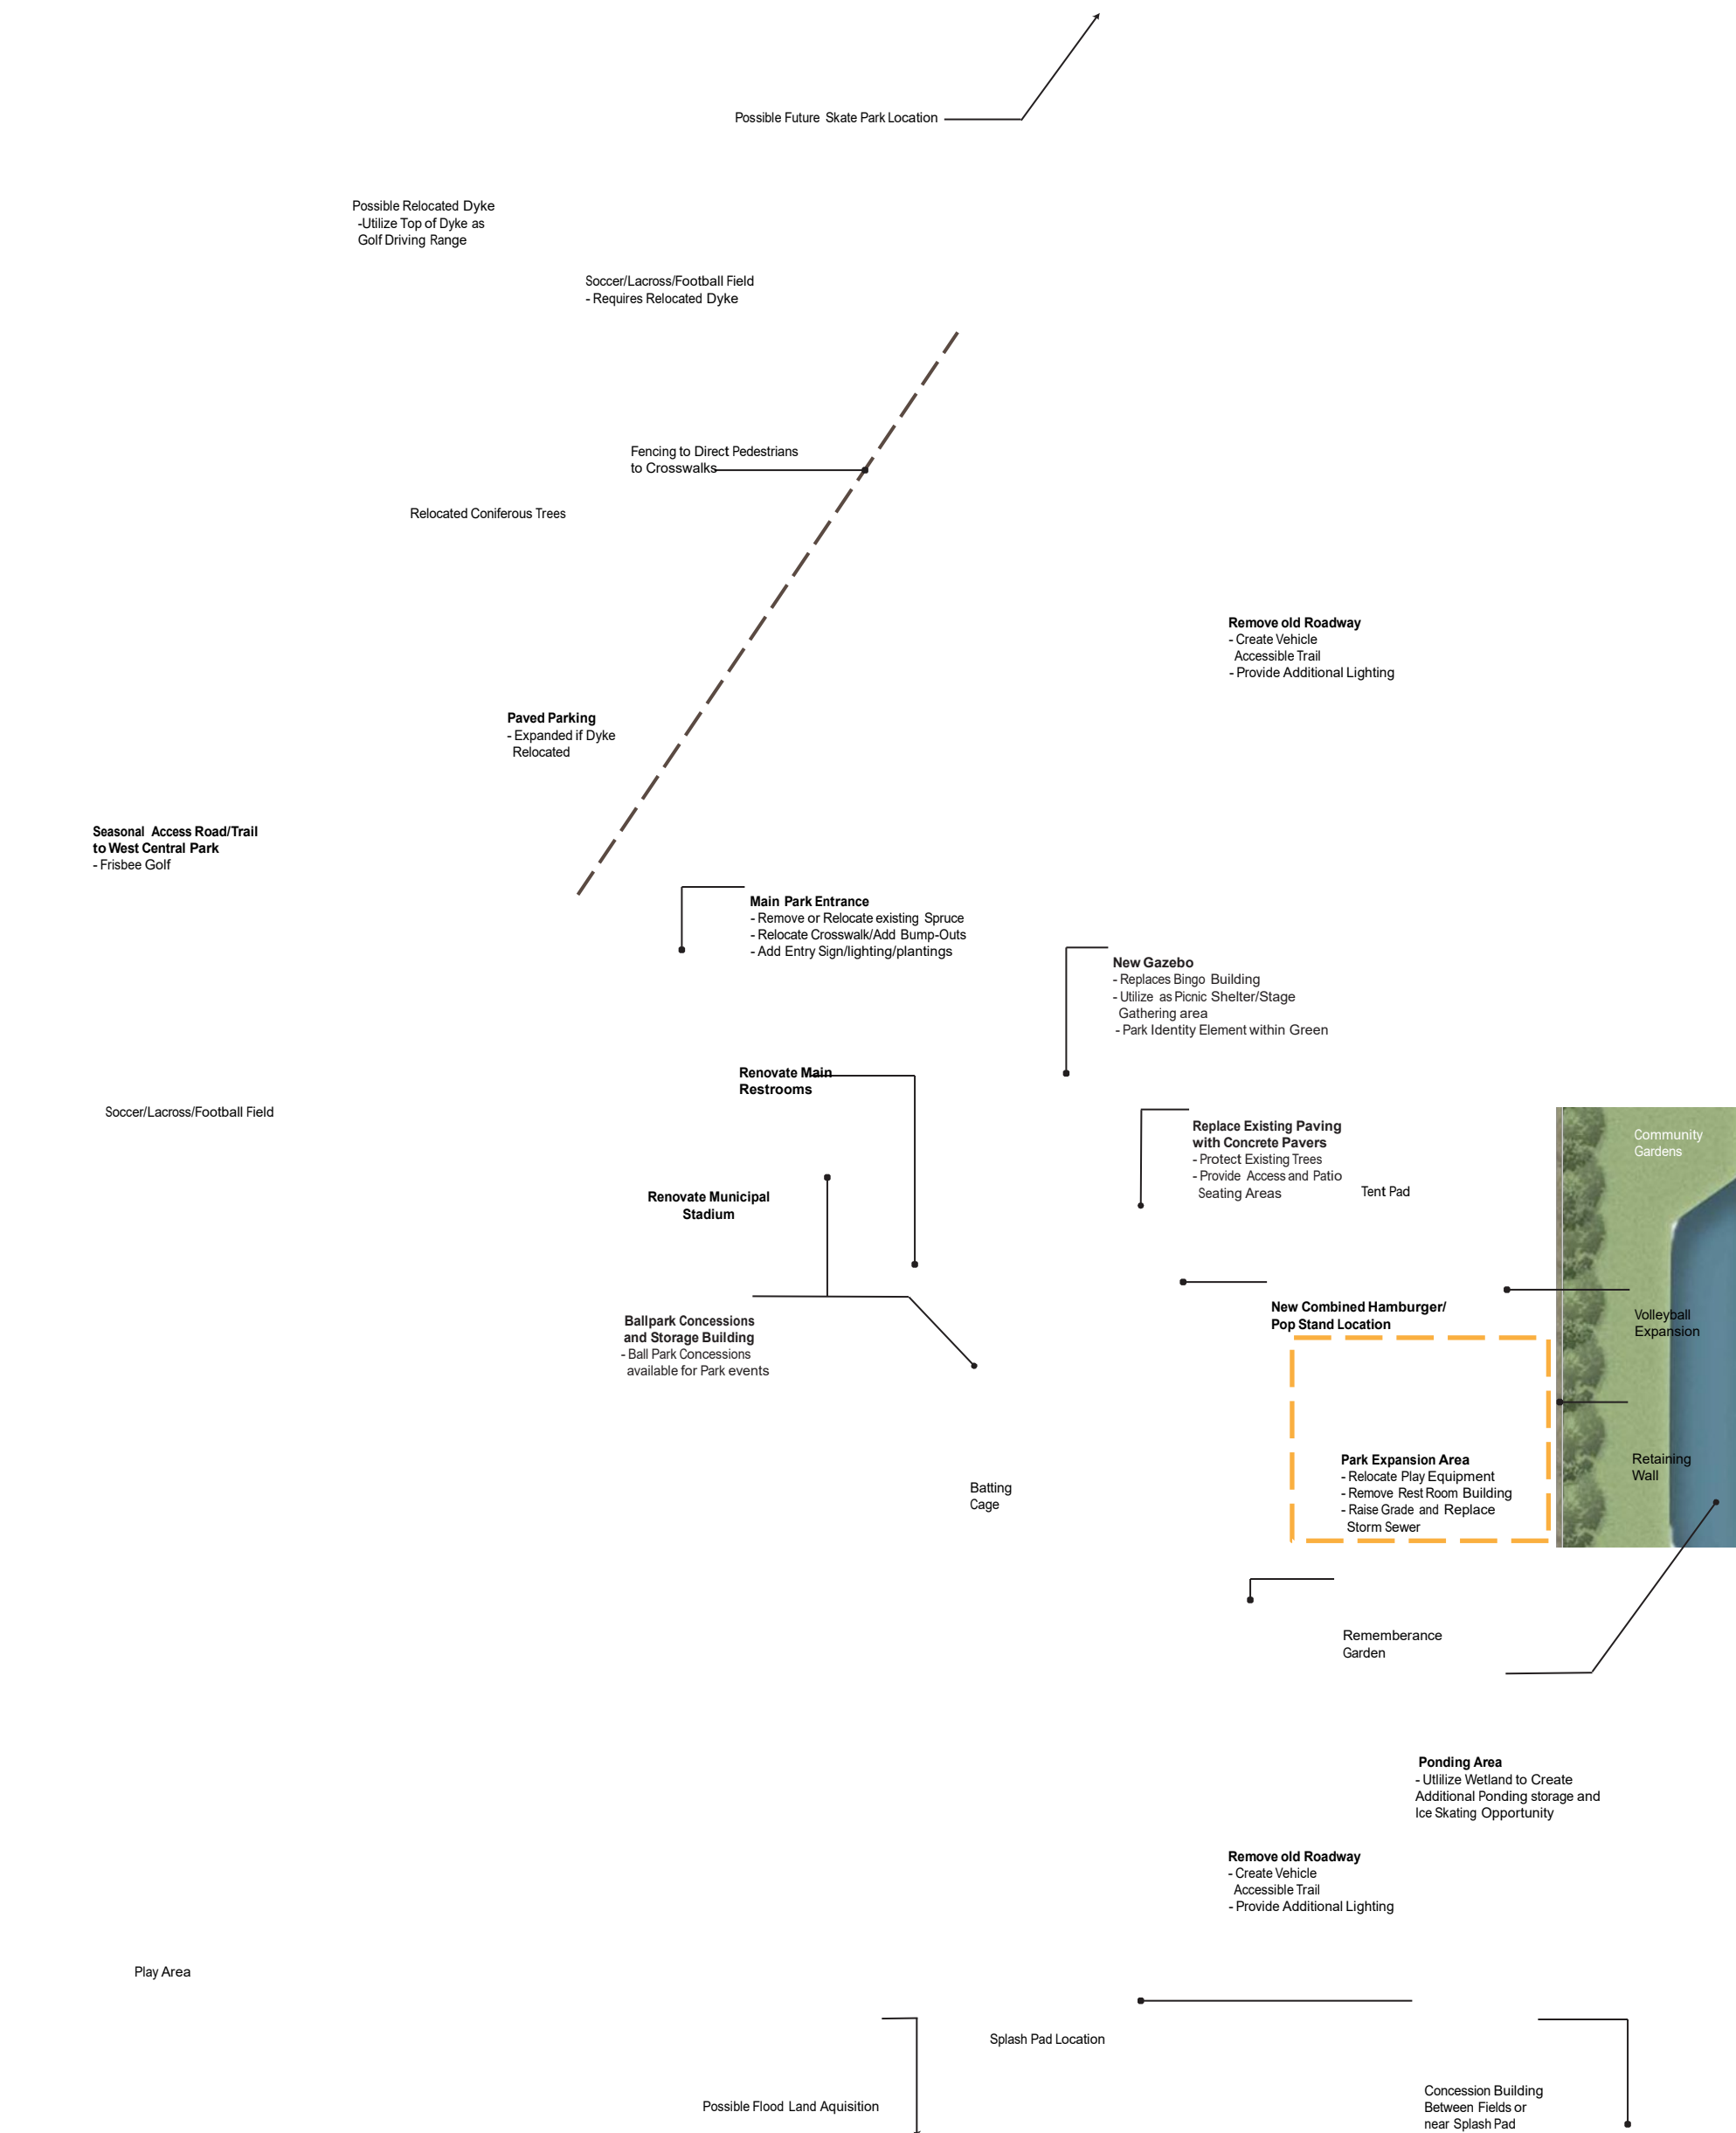 Possible Future Skate Park Location
Possible Relocated Dyke
-Utilize Top of Dyke as
Golf Driving Range
Soccer/Lacross/Football Field
- Requires Relocated Dyke
Fencing to Direct Pedestrians
to Crosswalks
Relocated Coniferous Trees
Remove old Roadway
- Create Vehicle
Accessible Trail
- Provide Additional Lighting
Paved Parking
- Expanded if Dyke
Relocated
Seasonal Access Road/Trail
to West Central Park
- Frisbee Golf
Main Park Entrance
- Remove or Relocate existing Spruce
- Relocate Crosswalk/Add Bump-Outs
- Add Entry Sign/lighting/plantings
New Gazebo
- Replaces Bingo Building
- Utilize as Picnic Shelter/Stage
Gathering area
- Park Identity Element within Green
Renovate Main
Restrooms
Soccer/Lacross/Football Field
Replace Existing Paving
with Concrete Pavers
- Protect Existing Trees
- Provide Access and Patio
Seating Areas
Tent Pad
Community
Gardens
Renovate Municipal
Stadium
New Combined Hamburger/
Pop Stand Location
Volleyball
Expansion
Ballpark Concessions
and Storage Building
- Ball Park Concessions
available for Park events
Park Expansion Area
- Relocate Play Equipment
- Remove Rest Room Building
- Raise Grade and Replace
Storm Sewer
Retaining
Wall
Batting
Cage
Rememberance
Garden
Ponding Area
- Utlilize Wetland to Create
Additional Ponding storage and
Ice Skating Opportunity
Remove old Roadway
- Create Vehicle
Accessible Trail
- Provide Additional Lighting
Play Area
Splash Pad Location
Possible Flood Land Aquisition
Concession Building
Between Fields or
near Splash Pad